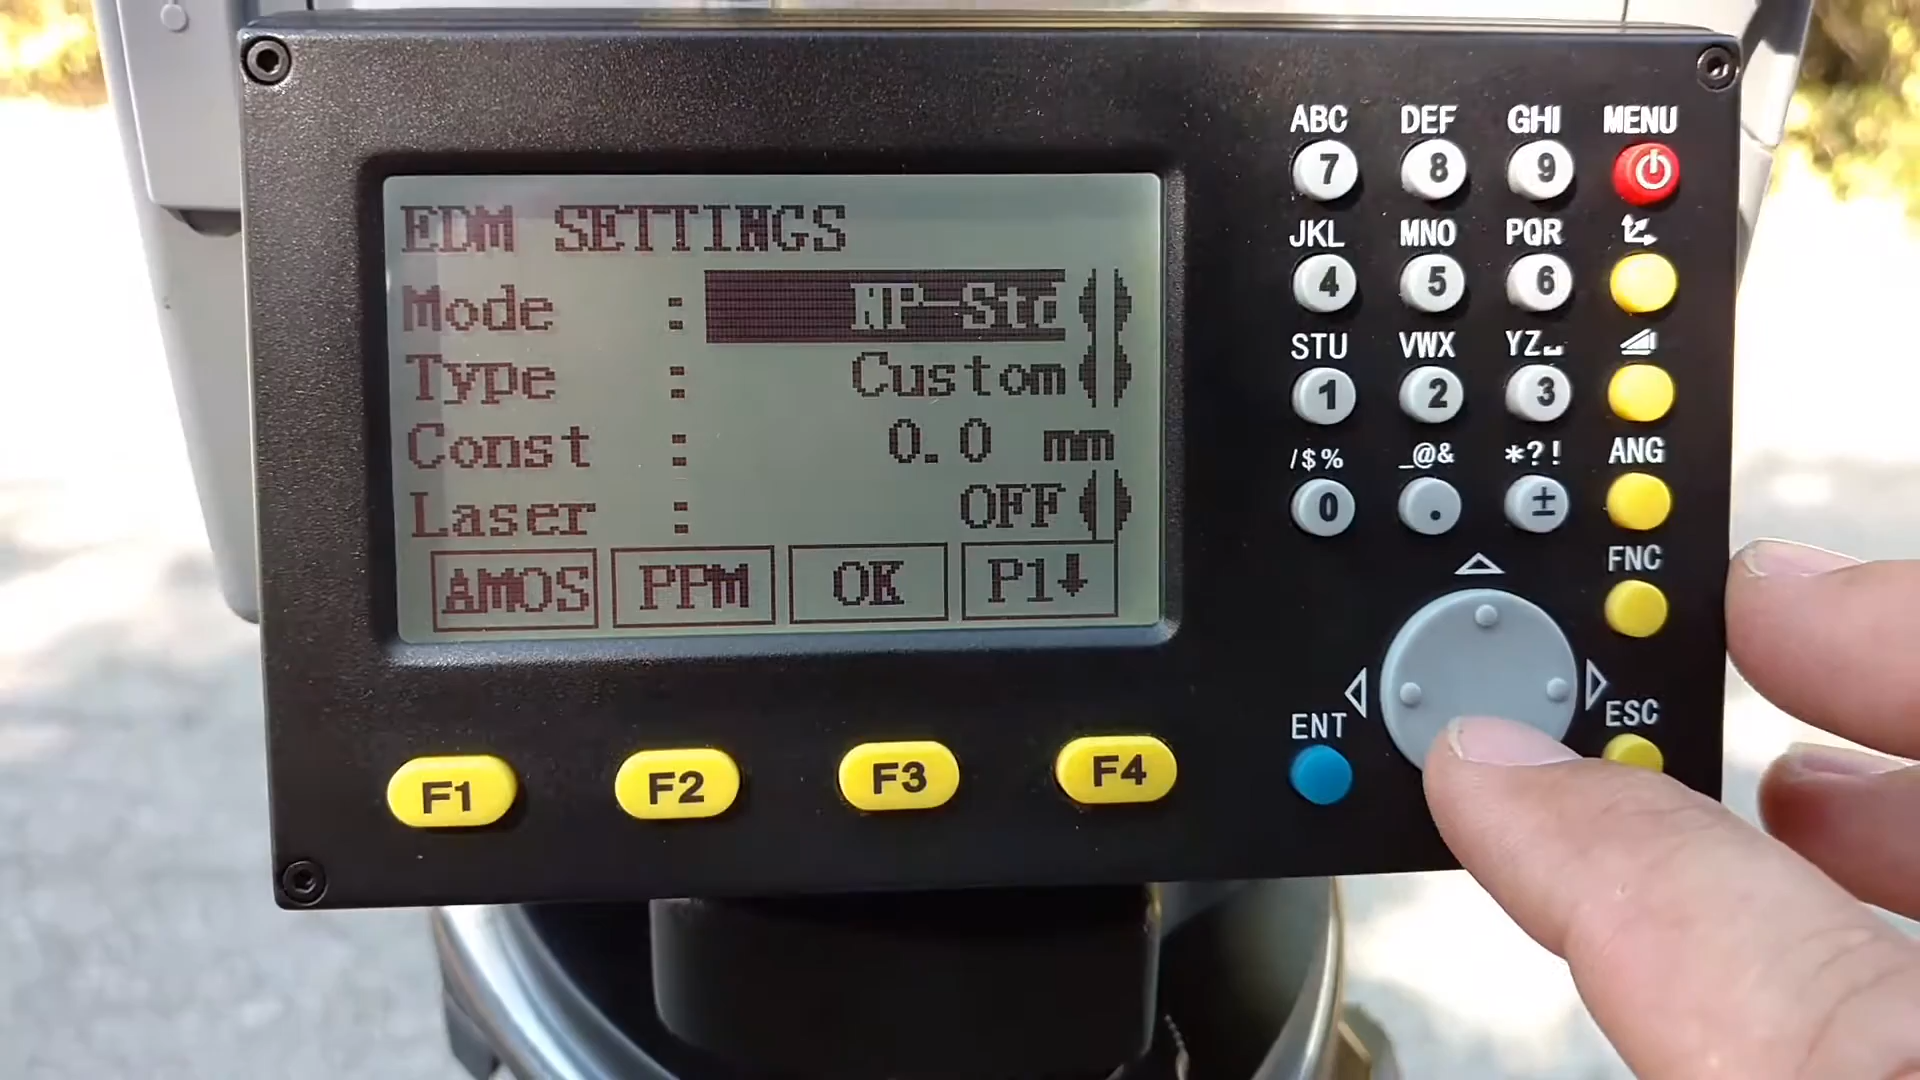 EDM SETTINGS
Mode : NP-Std
Type : Custom
Const : 0.0 mm
Laser : OFF
AMOS PPM OK P1↓
F1 F2 F3 F4
ABC DEF GHI MENU
7 8 9
JKL MNO PQR
4 5 6
STU VWX YZ␣
1 2 3
/$% _@& *?! ANG
0 . ±
FNC
ENT ESC